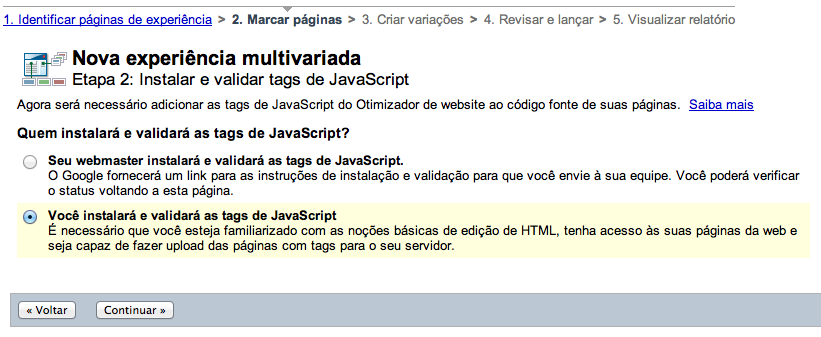 1. Identificar páginas de experiência > 2. Marcar páginas > 3. Criar variações > 4. Revisar e lançar > 5. Visualizar relatório
Nova experiência multivariada
Etapa 2: Instalar e validar tags de JavaScript
Agora será necessário adicionar as tags de JavaScript do Otimizador de website ao código fonte de suas páginas. Saiba mais
Quem instalará e validará as tags de JavaScript?
Seu webmaster instalará e validará as tags de JavaScript.
O Google fornecerá um link para as instruções de instalação e validação para que você envie à sua equipe. Você poderá verificar
o status voltando a esta página.
Você instalará e validará as tags de JavaScript
É necessário que você esteja familiarizado com as noções básicas de edição de HTML, tenha acesso às suas páginas da web e
seja capaz de fazer upload das páginas com tags para o seu servidor.
« Voltar Continuar »